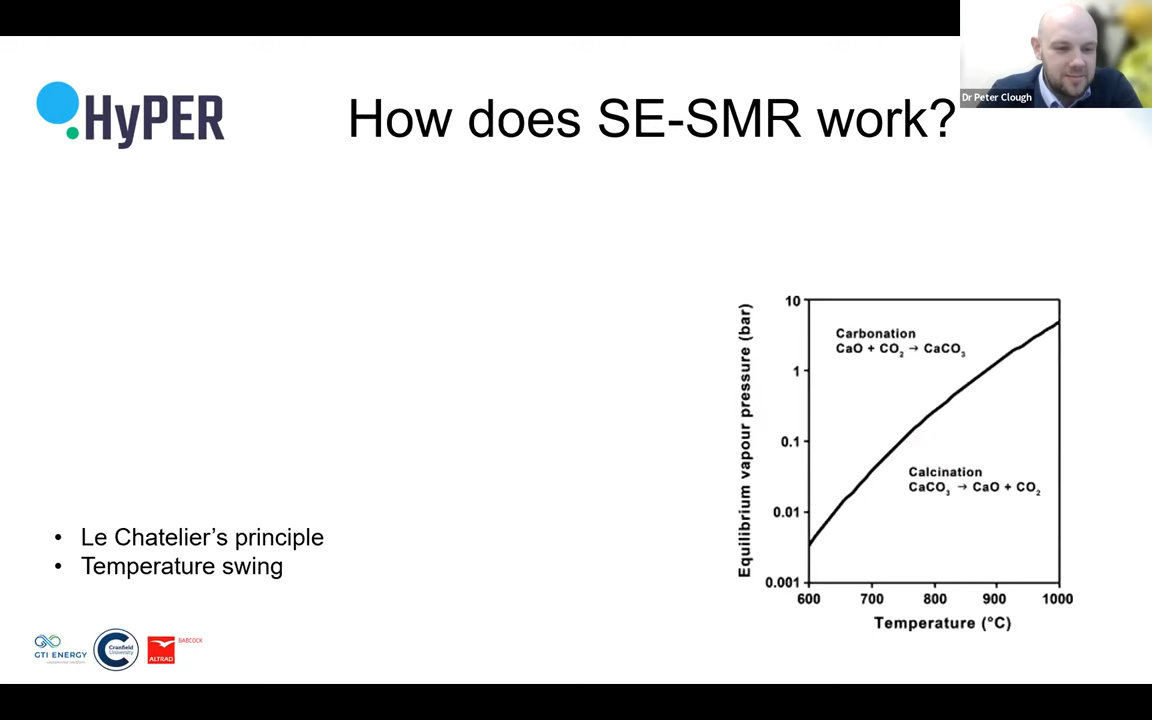 Dr Peter Clough
HyPER
How does SE-SMR work?
Equilibrium vapour pressure (bar)
10
1
0.1
0.01
0.001
Carbonation
CaO + CO₂ → CaCO₃
Calcination
CaCO₃ → CaO + CO₂
600 700 800 900 1000
Temperature (°C)
• Le Chatelier’s principle
• Temperature swing
GTI ENERGY
Cranfield
University
BABCOCK
ALTRAD